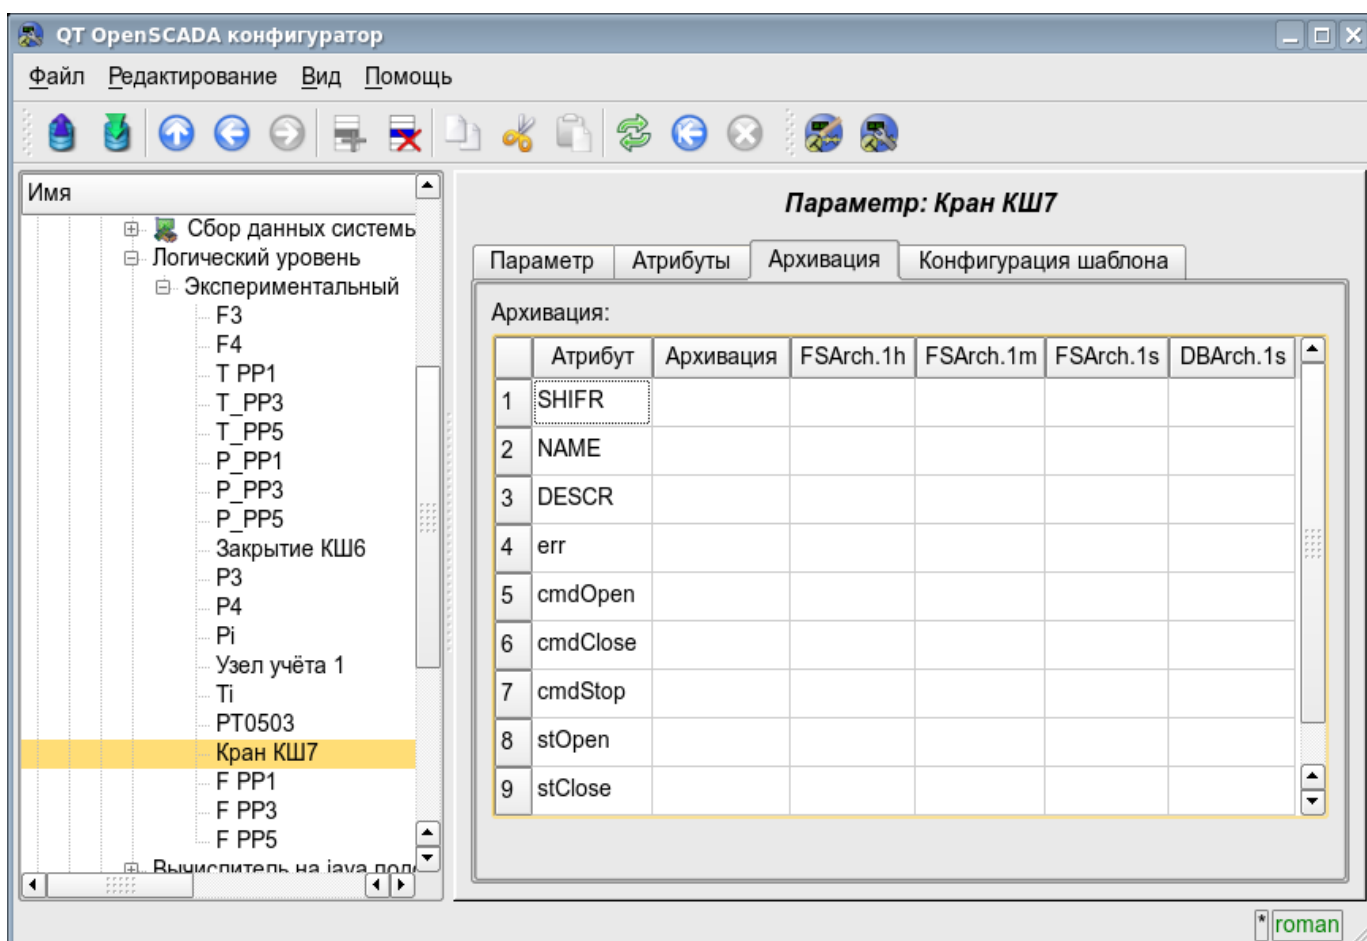 QT OpenSCADA конфигуратор
Файл Редактирование Вид Помощь
Имя
Сбор данных системы
Логический уровень
Экспериментальный
F3
F4
T PP1
T_PP3
T_PP5
P_PP1
P_PP3
P_PP5
Закрытие КШ6
P3
P4
Pi
Узел учёта 1
Ti
PT0503
Кран КШ7
F PP1
F PP3
F PP5
Вычислитель на java
Параметр: Кран КШ7
Параметр Атрибуты Архивация Конфигурация шаблона
Архивация:
Атрибут Архивация FSArch.1h FSArch.1m FSArch.1s DBArch.1s
1 SHIFR
2 NAME
3 DESCR
4 err
5 cmdOpen
6 cmdClose
7 cmdStop
8 stOpen
9 stClose
* roman